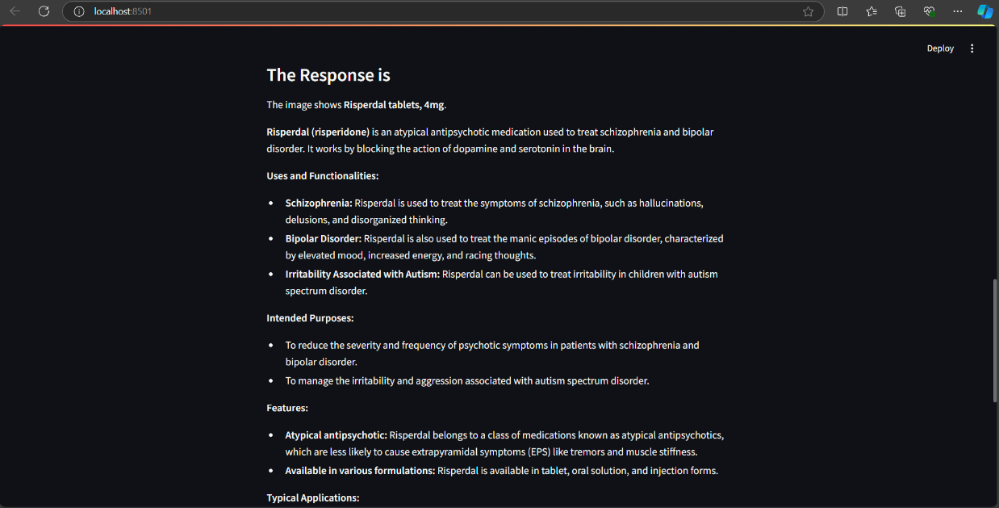 localhost:8501
Deploy
The Response is
The image shows Risperdal tablets, 4mg.
Risperdal (risperidone) is an atypical antipsychotic medication used to treat schizophrenia and bipolar
disorder. It works by blocking the action of dopamine and serotonin in the brain.
Uses and Functionalities:
• Schizophrenia: Risperdal is used to treat the symptoms of schizophrenia, such as hallucinations,
delusions, and disorganized thinking.
• Bipolar Disorder: Risperdal is also used to treat the manic episodes of bipolar disorder, characterized
by elevated mood, increased energy, and racing thoughts.
• Irritability Associated with Autism: Risperdal can be used to treat irritability in children with autism
spectrum disorder.
Intended Purposes:
• To reduce the severity and frequency of psychotic symptoms in patients with schizophrenia and
bipolar disorder.
• To manage the irritability and aggression associated with autism spectrum disorder.
Features:
• Atypical antipsychotic: Risperdal belongs to a class of medications known as atypical antipsychotics,
which are less likely to cause extrapyramidal symptoms (EPS) like tremors and muscle stiffness.
• Available in various formulations: Risperdal is available in tablet, oral solution, and injection forms.
Typical Applications: